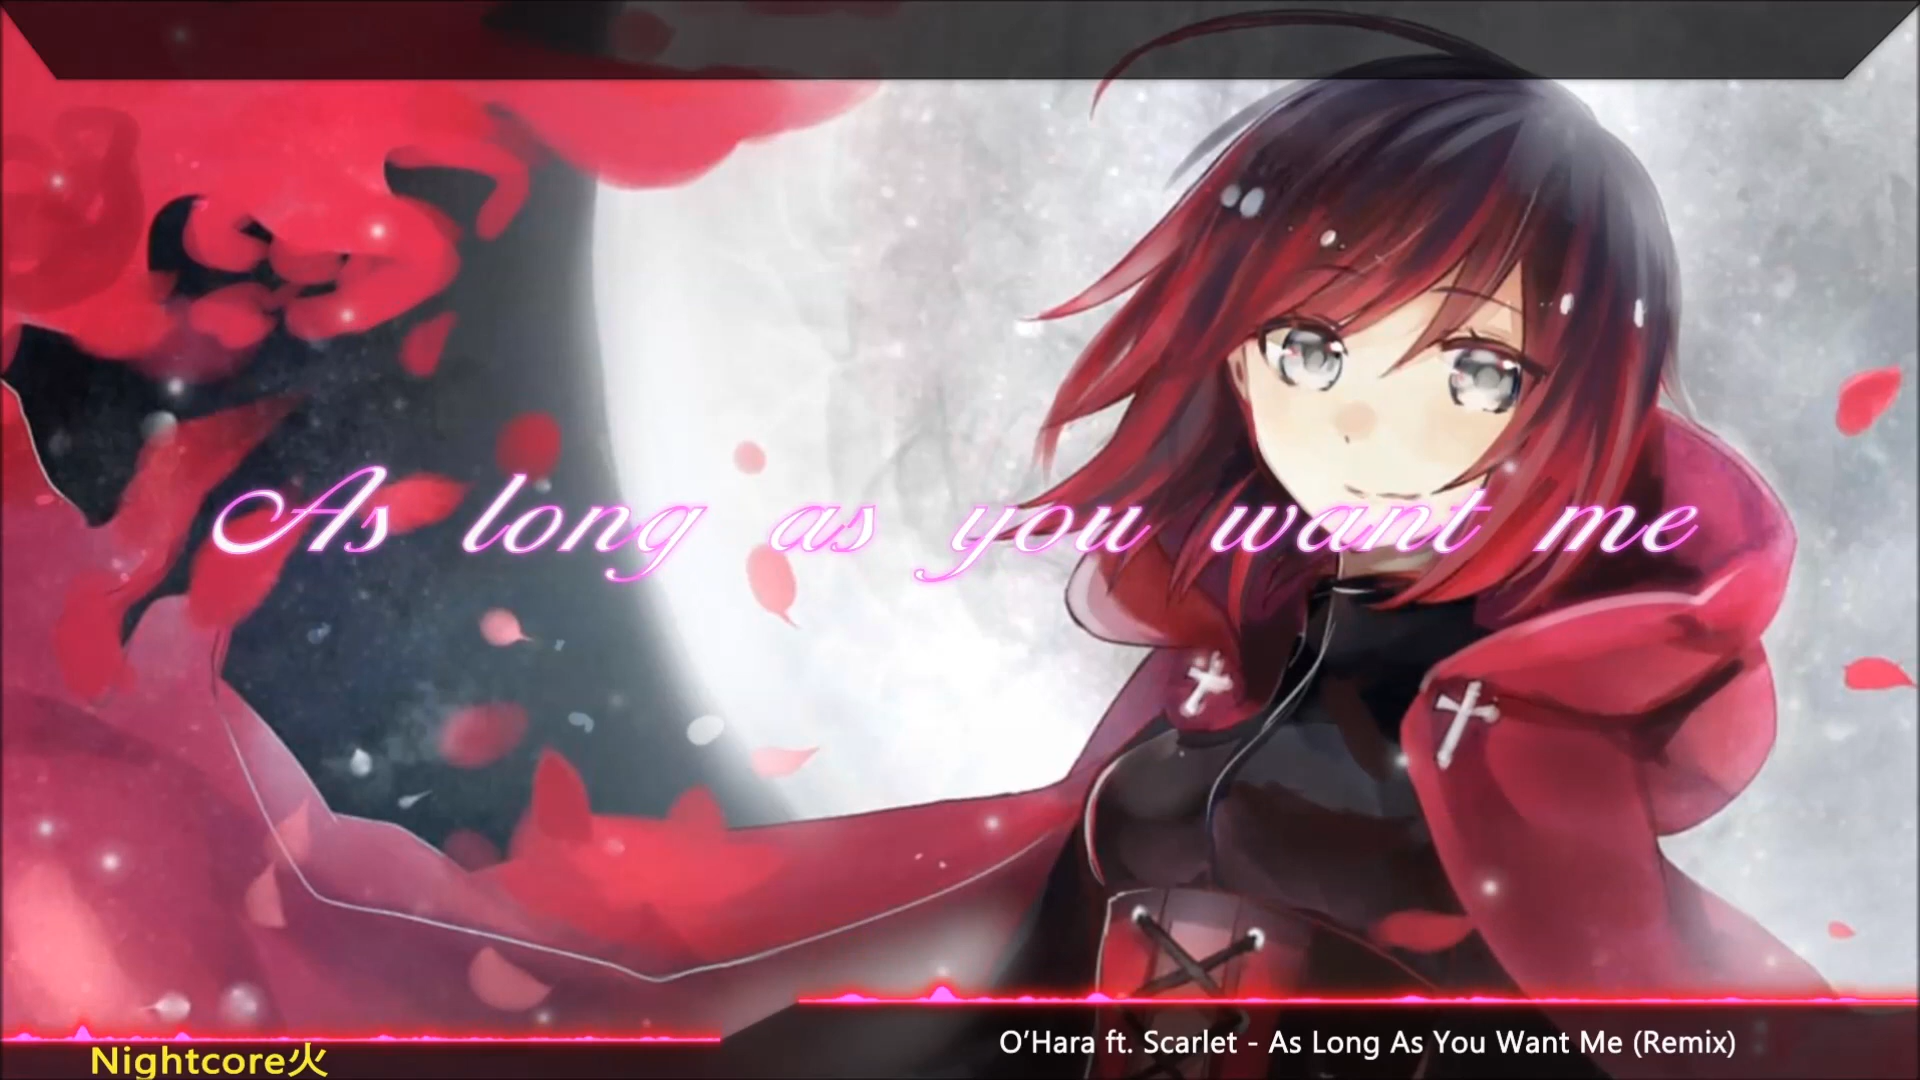 As long as you want me
O’Hara ft. Scarlet - As Long As You Want Me (Remix)
Nightcore火